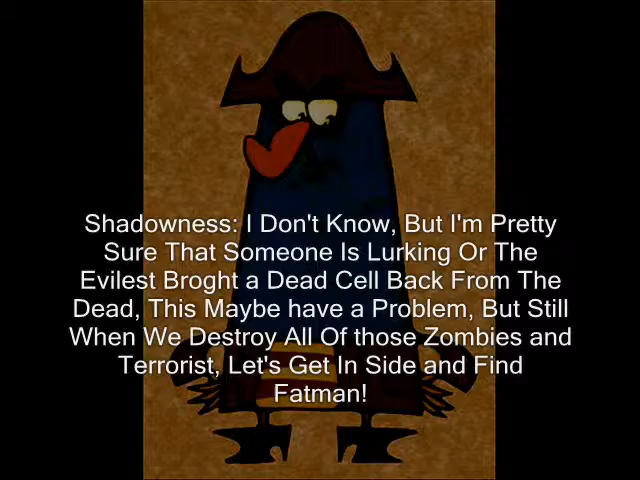 Shadowness: I Don't Know, But I'm Pretty
Sure That Someone Is Lurking Or The
Evilest Broght a Dead Cell Back From The
Dead, This Maybe have a Problem, But Still
When We Destroy All Of those Zombies and
Terrorist, Let's Get In Side and Find
Fatman!